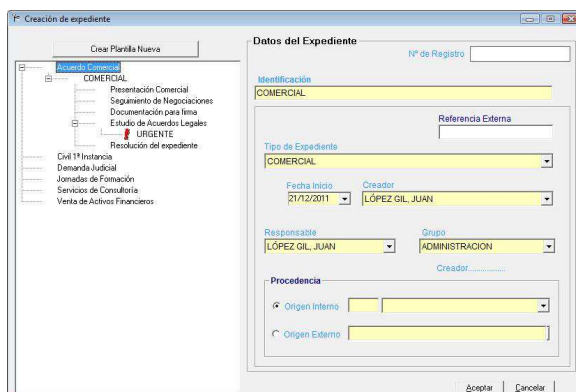 Creación de expediente
Crear Plantilla Nueva
Acuerdo Comercial
COMERCIAL
Presentación Comercial
Seguimiento de Negociaciones
Documentación para firma
Estudio de Acuerdos Legales
URGENTE
Resolución del expediente
Civil 1ª Instancia
Demanda Judicial
Jornadas de Formación
Servicios de Consultoría
Venta de Activos Financieros
Datos del Expediente
Nº de Registro
Identificación
COMERCIAL
Referencia Externa
Tipo de Expediente
COMERCIAL
Fecha Inicio Creador
21/12/2011 LÓPEZ GIL, JUAN
Responsable Grupo
LÓPEZ GIL, JUAN ADMINISTRACION
Creador..................
Procedencia
Origen Interno
Origen Externo
Aceptar Cancelar